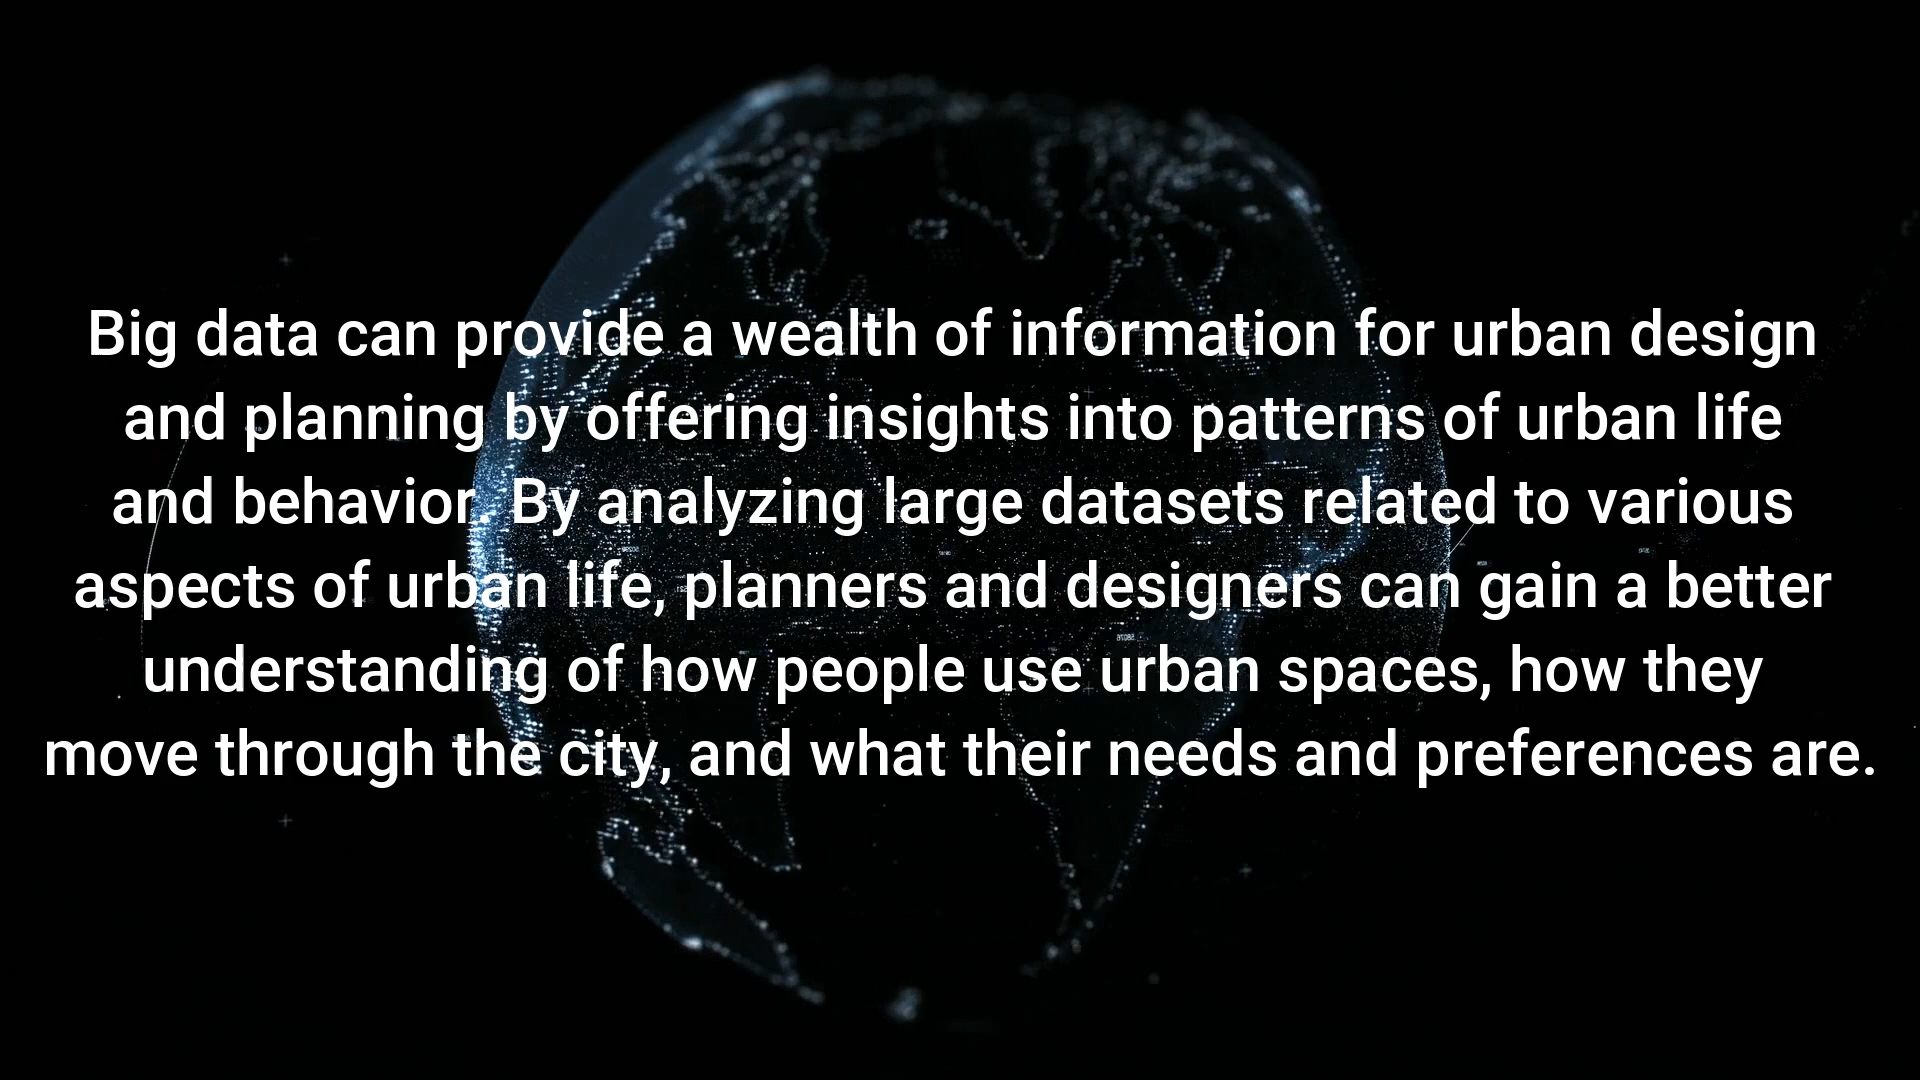 Big data can provide a wealth of information for urban design
and planning by offering insights into patterns of urban life
and behavior. By analyzing large datasets related to various
aspects of urban life, planners and designers can gain a better
understanding of how people use urban spaces, how they
move through the city, and what their needs and preferences are.